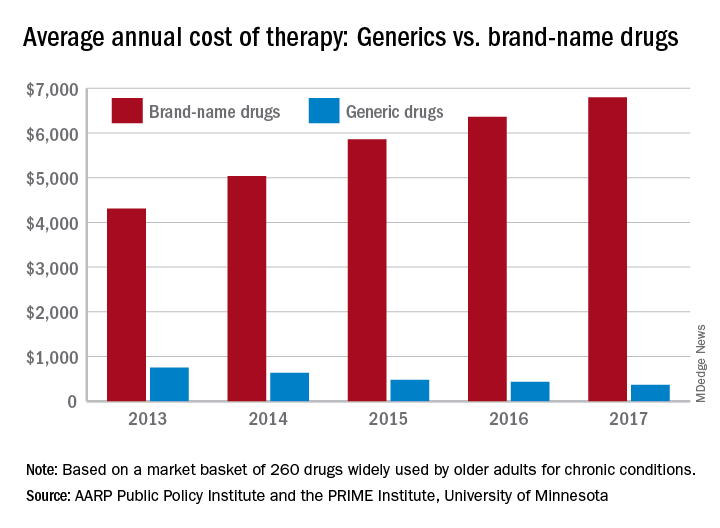 Average annual cost of therapy: Generics vs. brand-name drugs
$7,000
Brand-name drugs
Generic drugs
$6,000
$5,000
$4,000
$3,000
$2,000
$1,000
0
2013
2014
2015
2016
2017
MDedge News
Note: Based on a market basket of 260 drugs widely used by older adults for chronic conditions.
Source: AARP Public Policy Institute and the PRIME Institute, University of Minnesota